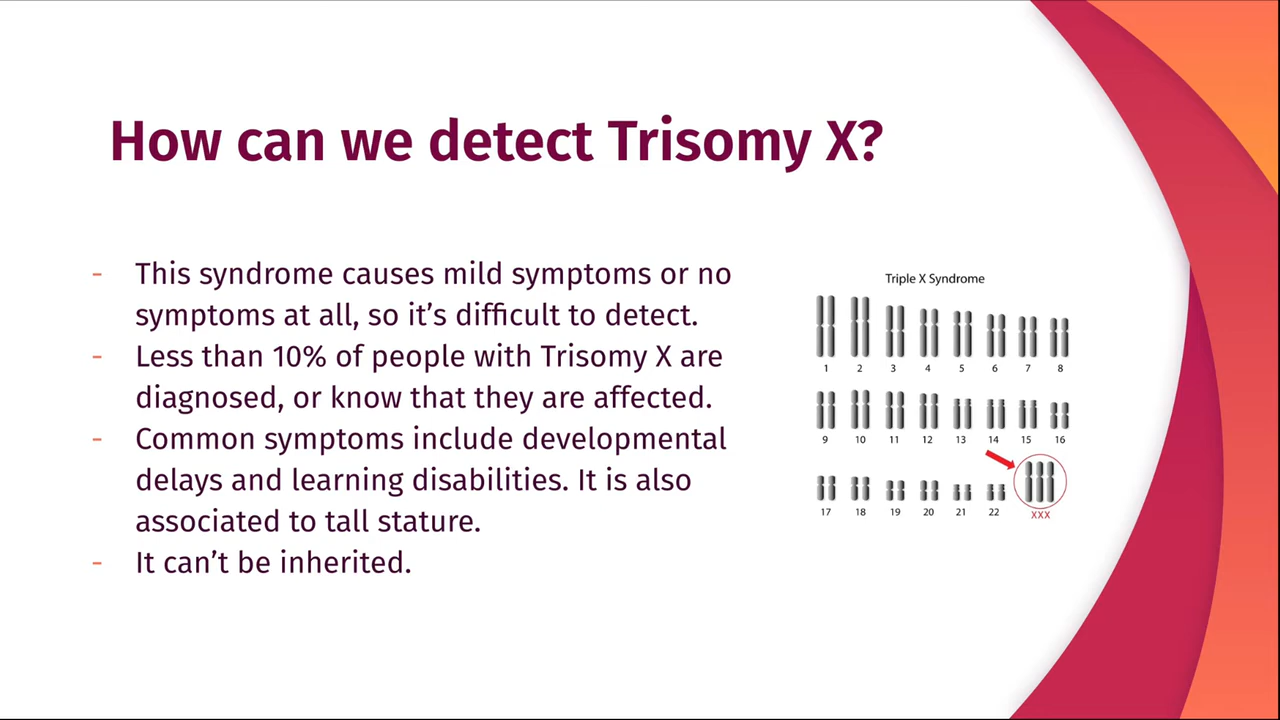 How can we detect Trisomy X?
- This syndrome causes mild symptoms or no
symptoms at all, so it’s difficult to detect.
- Less than 10% of people with Trisomy X are
diagnosed, or know that they are affected.
- Common symptoms include developmental
delays and learning disabilities. It is also
associated to tall stature.
- It can’t be inherited.
Triple X Syndrome
1 2 3 4 5 6 7 8
9 10 11 12 13 14 15 16
17 18 19 20 21 22 XXX